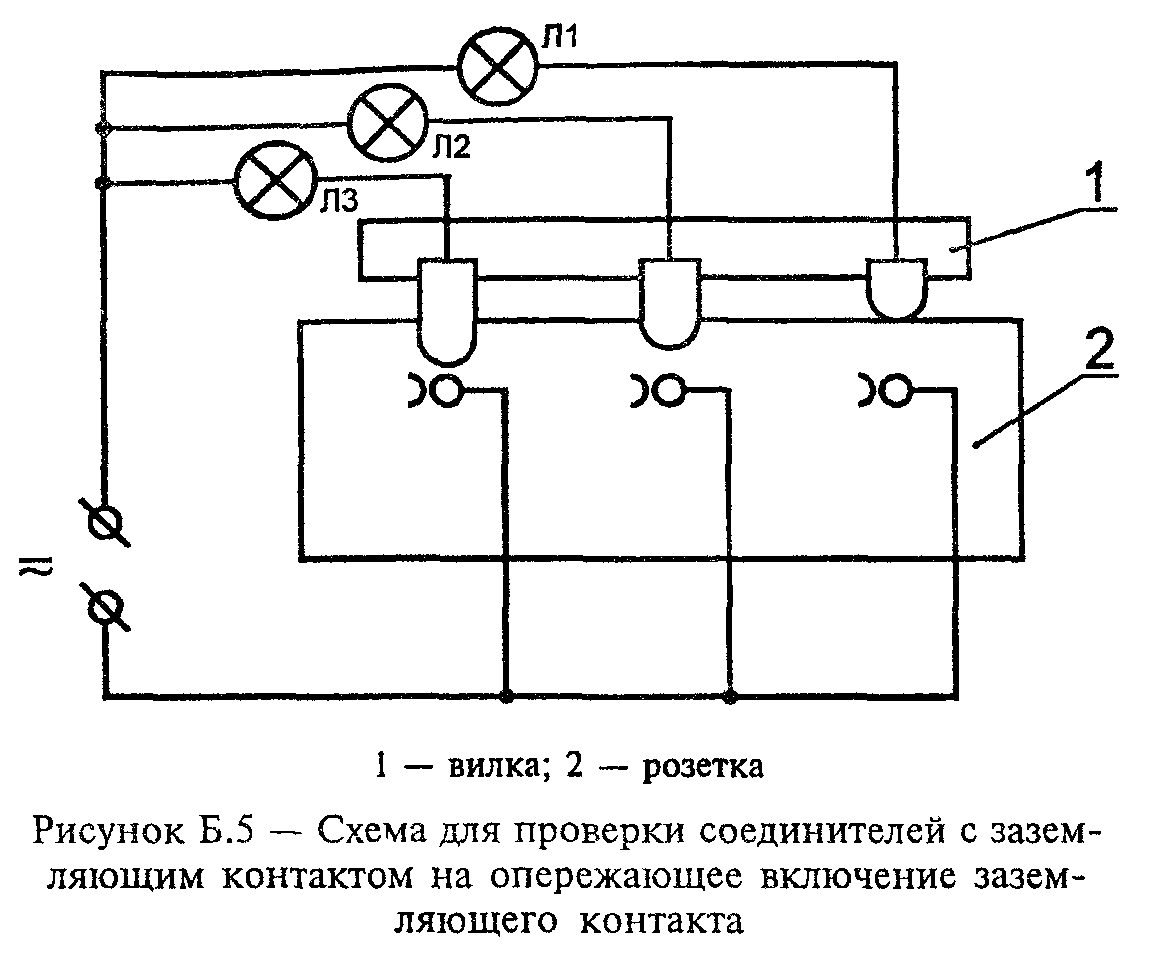 Л1
Л2
Л3
1
2
≂
1 — вилка; 2 — розетка
Рисунок Б.5 — Схема для проверки соединителей с зазем-
ляющим контактом на опережающее включение зазем-
ляющего контакта